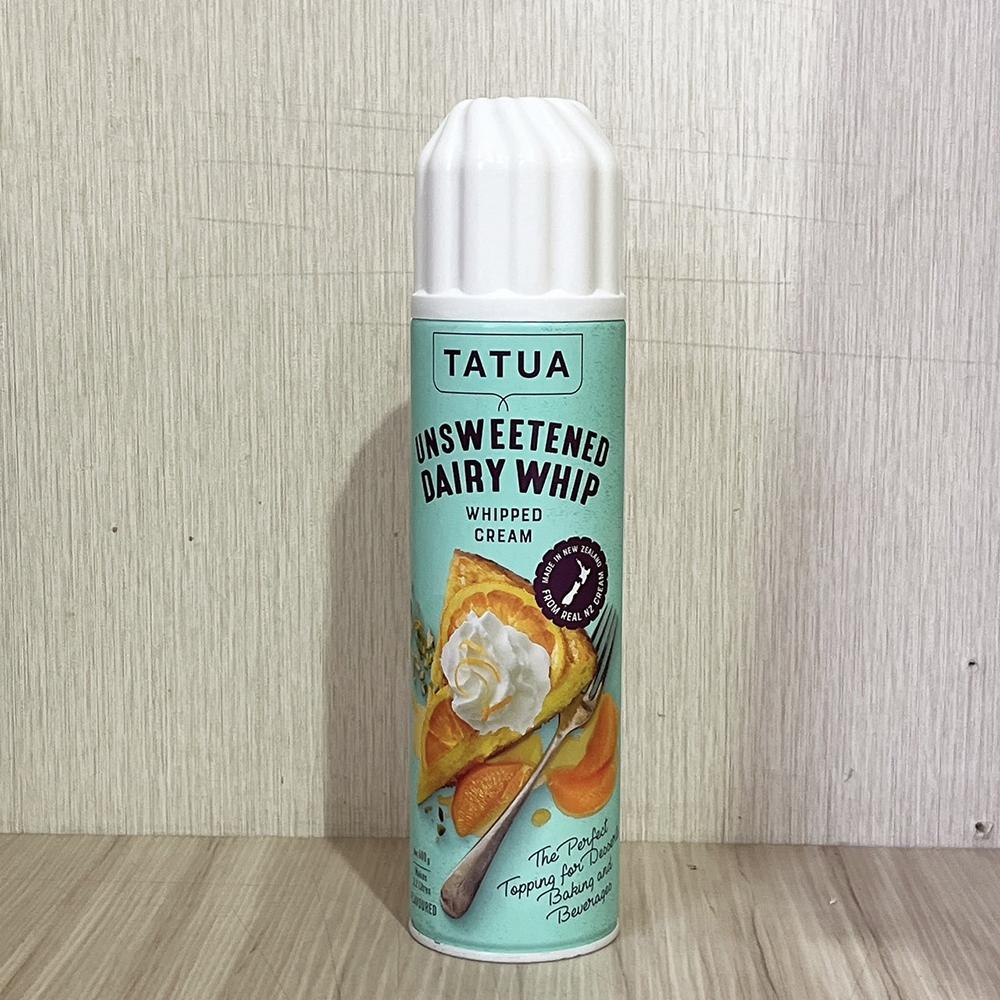 TATUA
UNSWEETENED
DAIRY WHIP
WHIPPED
CREAM
MADE IN NEW ZEALAND
FROM REAL NZ CREAM
The Perfect
Topping for
Baking and
Beverages
Makes